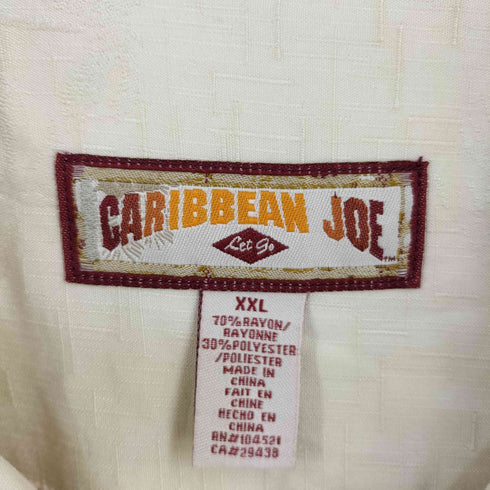 CARIBBEAN JOE
Let Go
TM
XXL
70%RAYON/
RAYONNE
30%POLYESTER
/POLIESTER
MADE IN
CHINA
FAIT EN
CHINE
HECHO EN
CHINA
RN#104521
CA#29438